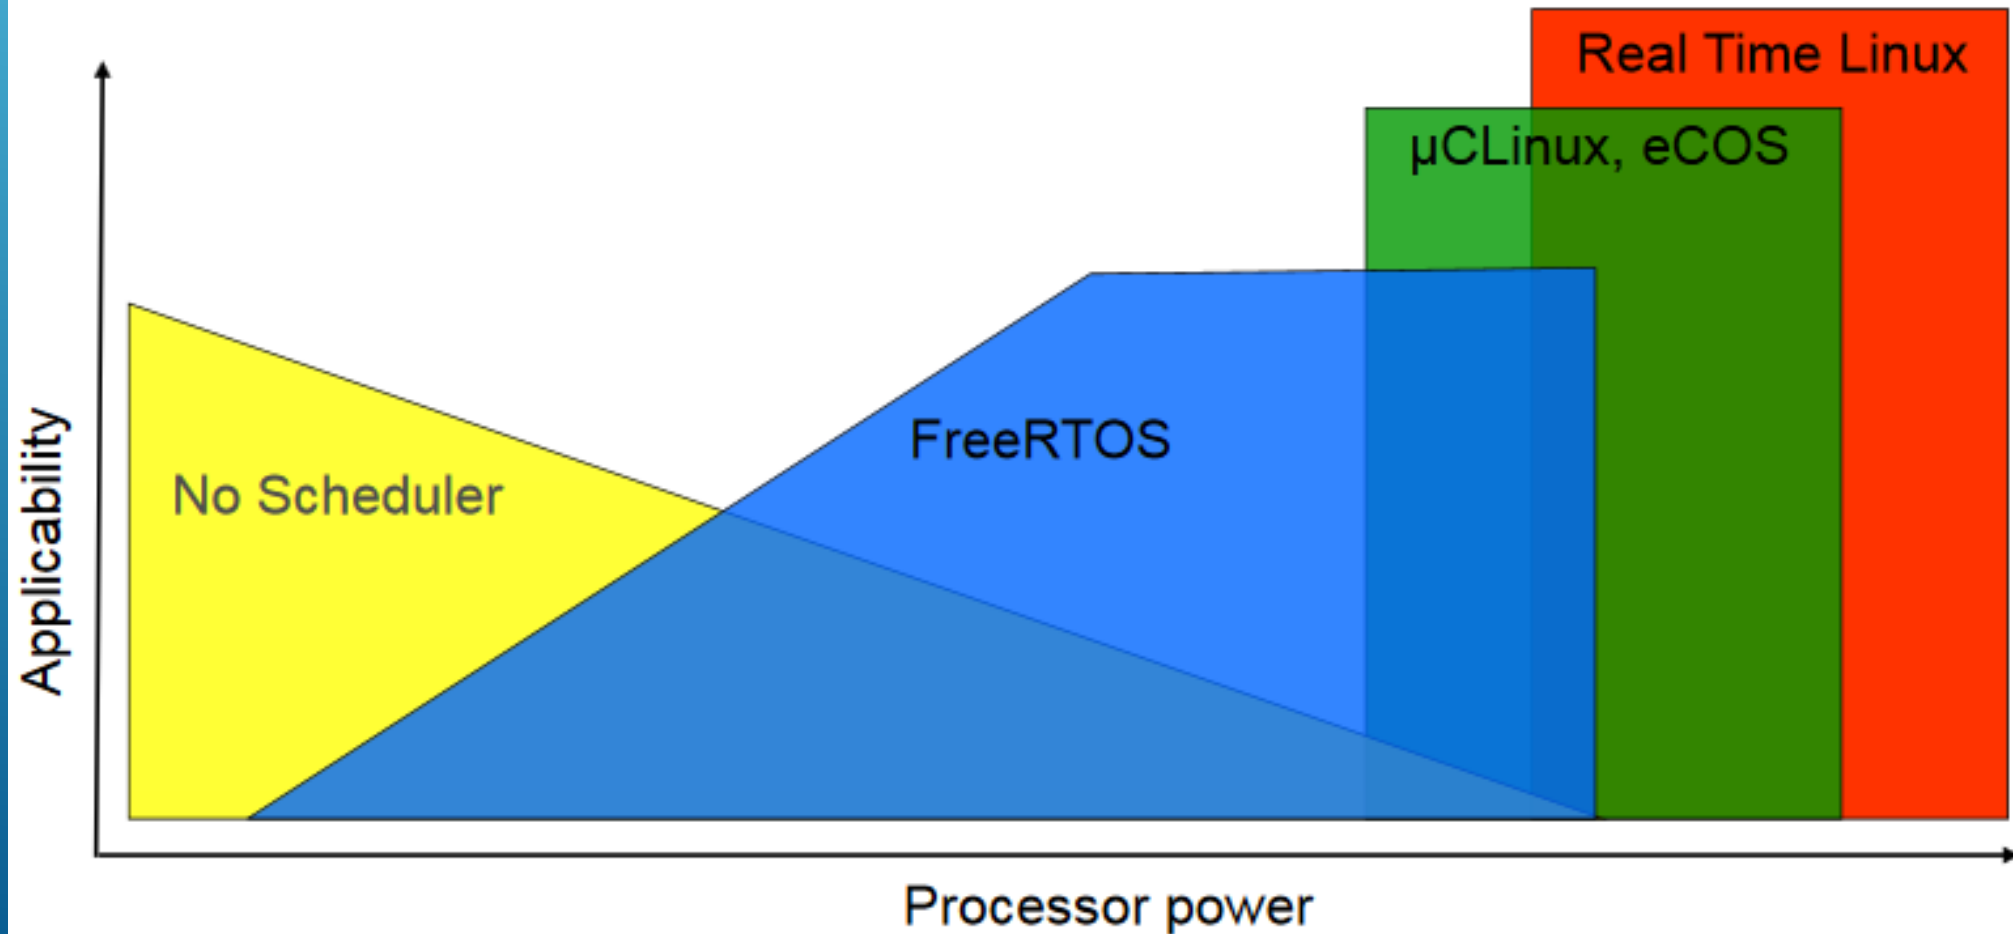 Real Time Linux
µCLinux, eCOS
FreeRTOS
No Scheduler
Applicability
Processor power